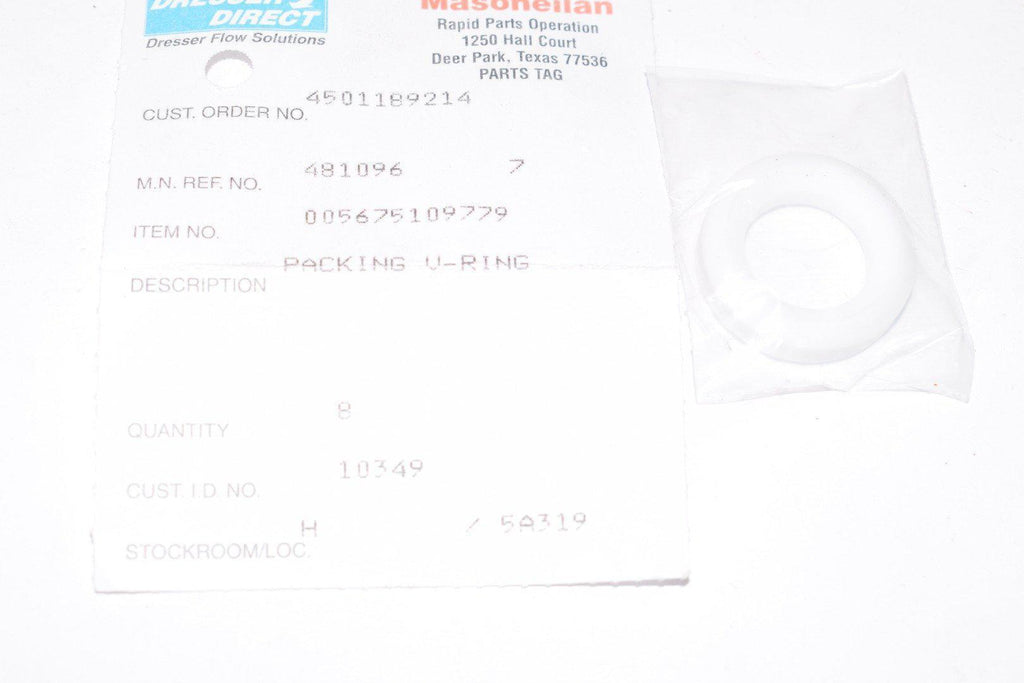 DRESSER
DIRECT
Dresser Flow Solutions
Masoneilan
Rapid Parts Operation
1250 Hall Court
Deer Park, Texas 77536
PARTS TAG
CUST. ORDER NO. 4501189214
M.N. REF. NO. 481096 7
ITEM NO. 005675109779
DESCRIPTION PACKING V-RING
QUANTITY 8
CUST. I.D. NO. 10349
STOCKROOM/LOC. H / 5A319